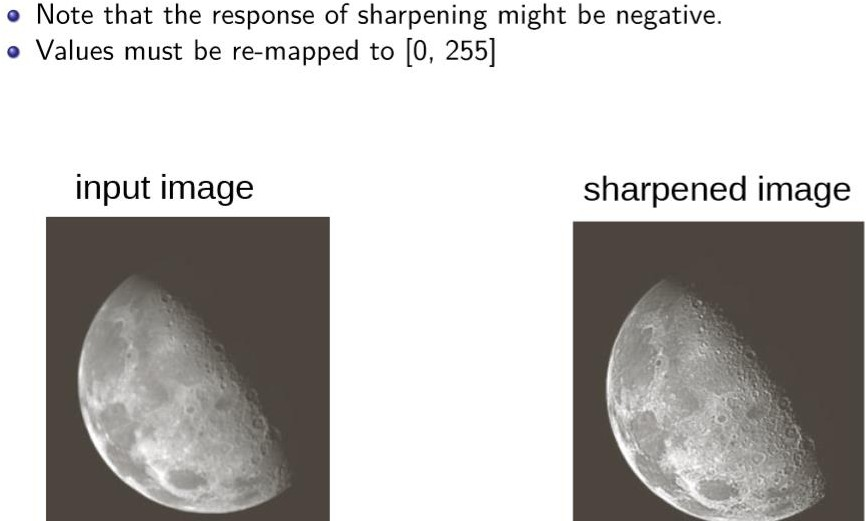 Note that the response of sharpening might be negative.
Values must be re-mapped to [0, 255]
input image
sharpened image